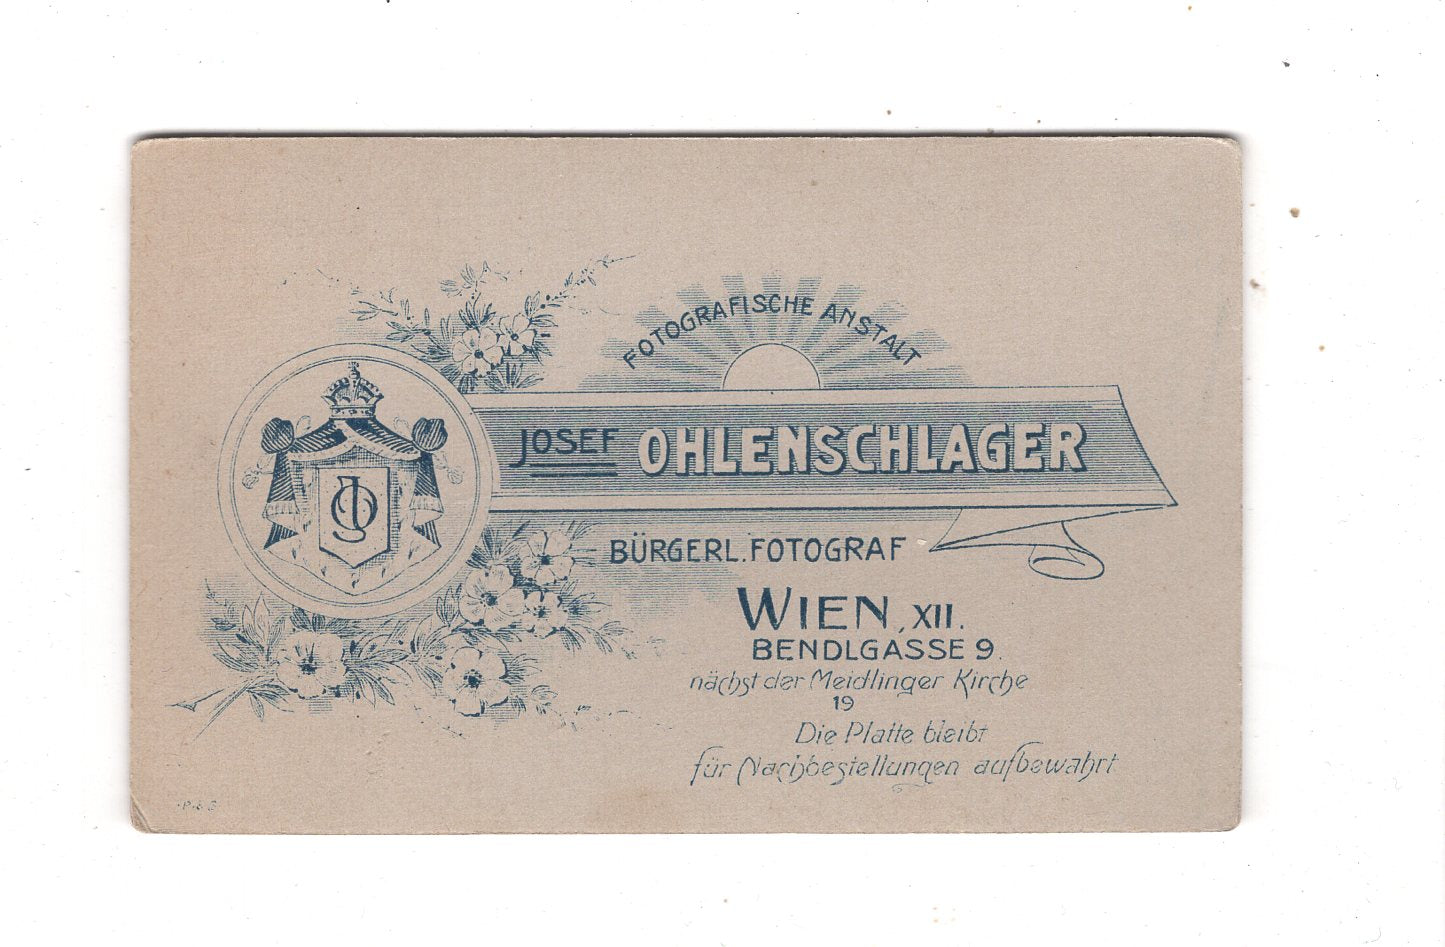 FOTOGRAFISCHE ANSTALT
JOSEF OHLENSCHLAGER
BÜRGERL. FOTOGRAF
WIEN, XII.
BENDLGASSE 9.
nächst der Meidlinger Kirche
19
Die Platte bleibt
für Nachbestellungen aufbewahrt